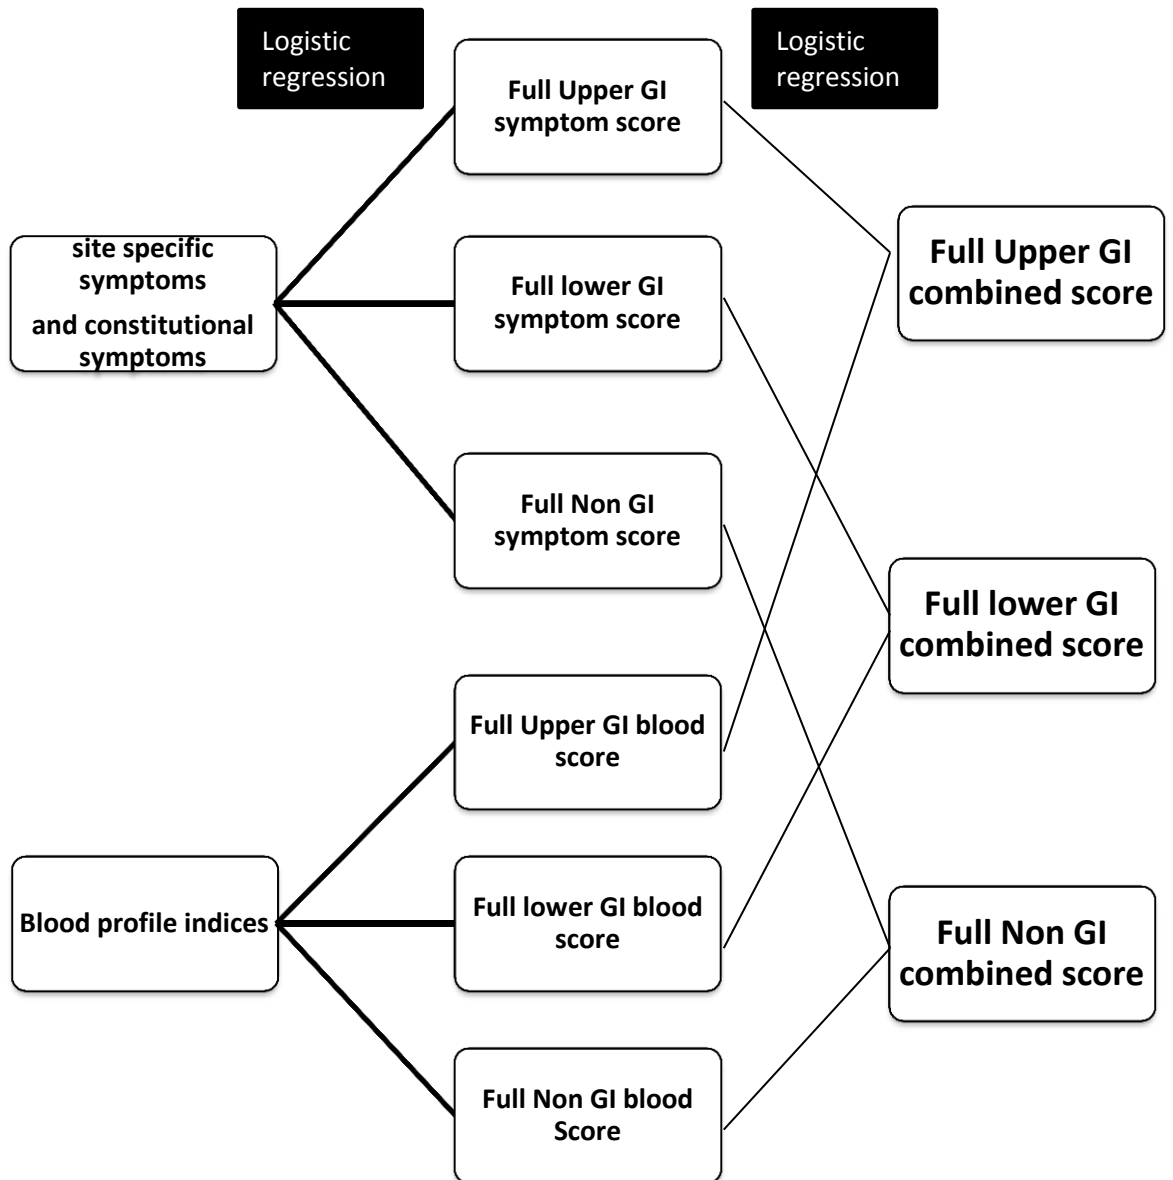 Logistic
regression
Logistic
regression
Full Upper GI
symptom score
Full Upper GI
combined score
site specific
symptoms
and constitutional
symptoms
Full lower GI
symptom score
Full Non GI
symptom score
Full lower GI
combined score
Full Upper GI blood
score
Blood profile indices
Full lower GI blood
score
Full Non GI
combined score
Full Non GI blood
Score